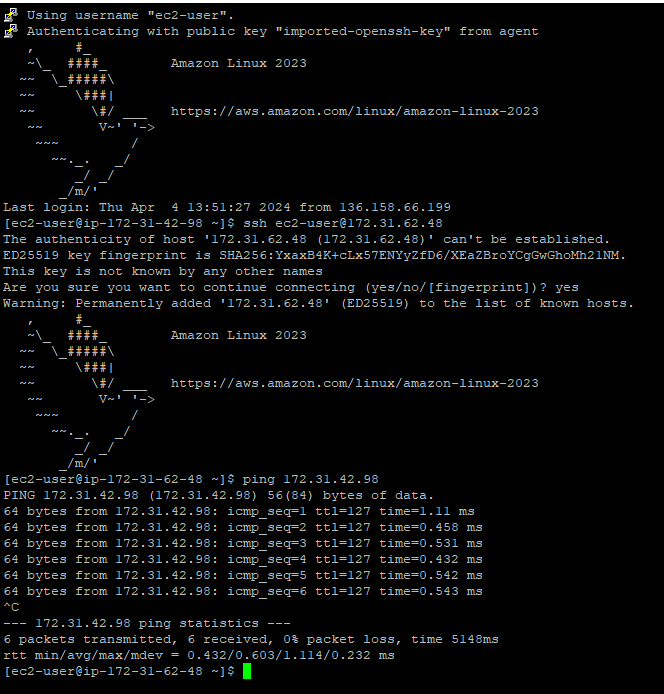 Using username "ec2-user".
Authenticating with public key "imported-openssh-key" from agent
   ,     #_
   ~\_  ####_        Amazon Linux 2023
  ~~  \_#####\
  ~~     \###|
  ~~       \#/ ___   https://aws.amazon.com/linux/amazon-linux-2023
   ~~       V~' '->
    ~~~         /
      ~~._.   _/
         _/ _/
       _/m/'
Last login: Thu Apr  4 13:51:27 2024 from 136.158.66.199
[ec2-user@ip-172-31-42-98 ~]$ ssh ec2-user@172.31.62.48
The authenticity of host '172.31.62.48 (172.31.62.48)' can't be established.
ED25519 key fingerprint is SHA256:YxaxB4K+cLx57ENYyZfD6/XEaZBroYCgGwGhoMh21NM.
This key is not known by any other names
Are you sure you want to continue connecting (yes/no/[fingerprint])? yes
Warning: Permanently added '172.31.62.48' (ED25519) to the list of known hosts.
   ,     #_
   ~\_  ####_        Amazon Linux 2023
  ~~  \_#####\
  ~~     \###|
  ~~       \#/ ___   https://aws.amazon.com/linux/amazon-linux-2023
   ~~       V~' '->
    ~~~         /
      ~~._.   _/
         _/ _/
       _/m/'
[ec2-user@ip-172-31-62-48 ~]$ ping 172.31.42.98
PING 172.31.42.98 (172.31.42.98) 56(84) bytes of data.
64 bytes from 172.31.42.98: icmp_seq=1 ttl=127 time=1.11 ms
64 bytes from 172.31.42.98: icmp_seq=2 ttl=127 time=0.458 ms
64 bytes from 172.31.42.98: icmp_seq=3 ttl=127 time=0.531 ms
64 bytes from 172.31.42.98: icmp_seq=4 ttl=127 time=0.432 ms
64 bytes from 172.31.42.98: icmp_seq=5 ttl=127 time=0.542 ms
64 bytes from 172.31.42.98: icmp_seq=6 ttl=127 time=0.543 ms
^C
--- 172.31.42.98 ping statistics ---
6 packets transmitted, 6 received, 0% packet loss, time 5148ms
rtt min/avg/max/mdev = 0.432/0.603/1.114/0.232 ms
[ec2-user@ip-172-31-62-48 ~]$